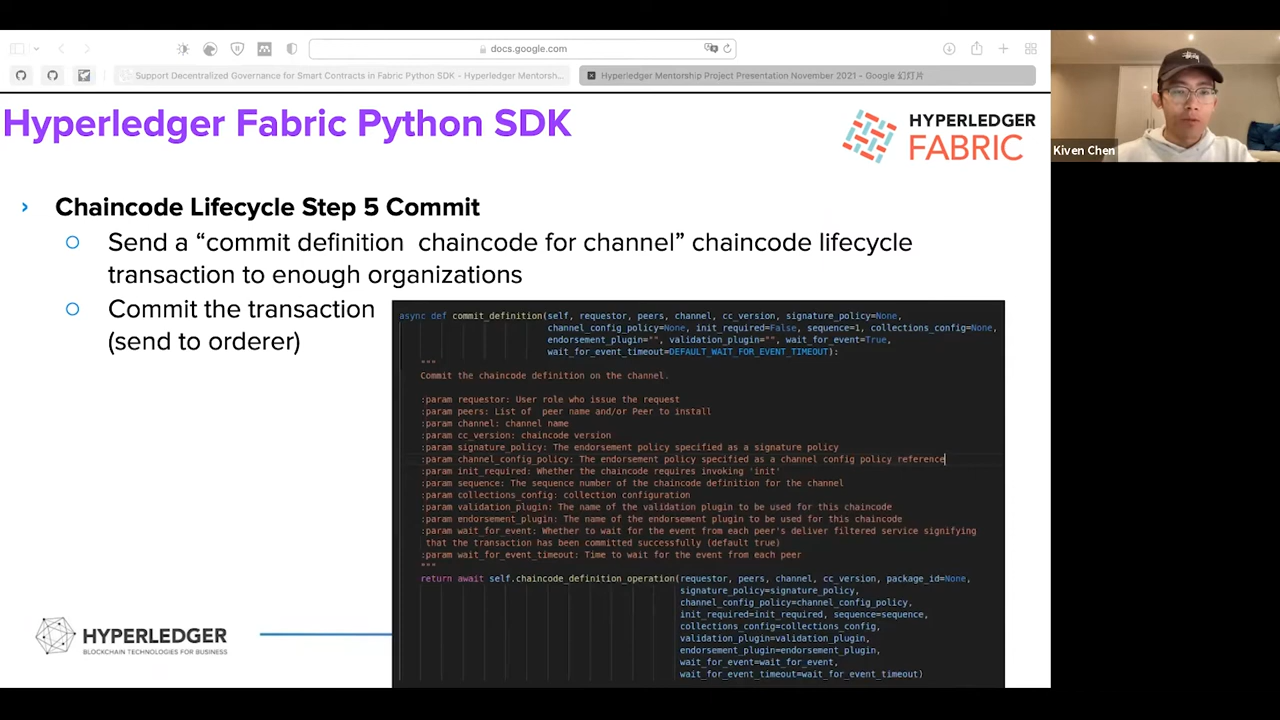 docs.google.com
Support Decentralized Governance for Smart Contracts in Fabric Python SDK - Hyperledger Mentorsh...
Hyperledger Mentorship Project Presentation November 2021 - Google 幻灯片
Hyperledger Fabric Python SDK
HYPERLEDGER
FABRIC
Kiven Chen
› Chaincode Lifecycle Step 5 Commit
Send a “commit definition chaincode for channel” chaincode lifecycle
transaction to enough organizations
Commit the transaction
(send to orderer)
async def commit_definition(self, requestor, peers, channel, cc_version, signature_policy=None,
channel_config_policy=None, init_required=False, sequence=1, collections_config=None,
endorsement_plugin="", validation_plugin="", wait_for_event=True,
wait_for_event_timeout=DEFAULT_WAIT_FOR_EVENT_TIMEOUT):
"""
Commit the chaincode definition on the channel.
:param requestor: User role who issue the request
:param peers: List of peer name and/or Peer to install
:param channel: channel name
:param cc_version: chaincode version
:param signature_policy: The endorsement policy specified as a signature policy
:param channel_config_policy: The endorsement policy specified as a channel config policy reference
:param init_required: Whether the chaincode requires invoking 'init'
:param sequence: The sequence number of the chaincode definition for the channel
:param collections_config: collection configuration
:param validation_plugin: The name of the validation plugin to be used for this chaincode
:param endorsement_plugin: The name of the endorsement plugin to be used for this chaincode
:param wait_for_event: Whether to wait for the event from each peer's deliver filtered service signifying
that the transaction has been committed successfully (default true)
:param wait_for_event_timeout: Time to wait for the event from each peer
"""
return await self.chaincode_definition_operation(requestor, peers, channel, cc_version, package_id=None,
signature_policy=signature_policy,
channel_config_policy=channel_config_policy,
init_required=init_required, sequence=sequence,
collections_config=collections_config,
validation_plugin=validation_plugin,
endorsement_plugin=endorsement_plugin,
wait_for_event=wait_for_event,
wait_for_event_timeout=wait_for_event_timeout)
HYPERLEDGER
BLOCKCHAIN TECHNOLOGIES FOR BUSINESS